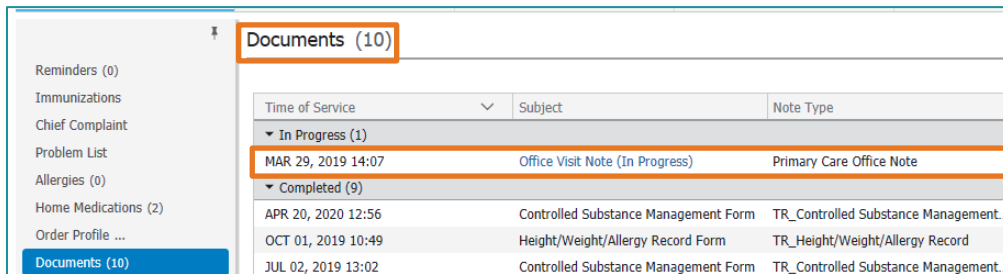 Documents (10)
Reminders (0)
Immunizations
Chief Complaint
Problem List
Allergies (0)
Home Medications (2)
Order Profile ...
Documents (10)
Time of Service Subject Note Type
In Progress (1)
MAR 29, 2019 14:07 Office Visit Note (In Progress) Primary Care Office Note
Completed (9)
APR 20, 2020 12:56 Controlled Substance Management Form TR_Controlled Substance Management...
OCT 01, 2019 10:49 Height/Weight/Allergy Record Form TR_Height/Weight/Allergy Record
JUL 02, 2019 13:02 Controlled Substance Management Form TR_Controlled Substance Management...